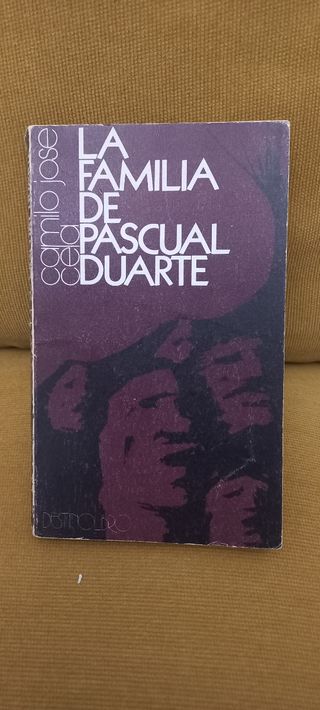 camilo jose
cela
LA
FAMILIA
DE
PASCUAL
DUARTE
DESTINOLIBRO